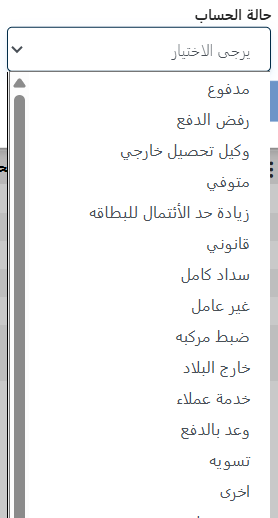 حالة الحساب
يرجى الاختيار
مدفوع
رفض الدفع
وكيل تحصيل خارجي
متوفي
زيادة حد الأئتمال للبطاقه
قانوني
سداد كامل
غير عامل
ضبط مركبه
خارج البلاد
خدمة عملاء
وعد بالدفع
تسويه
اخرى